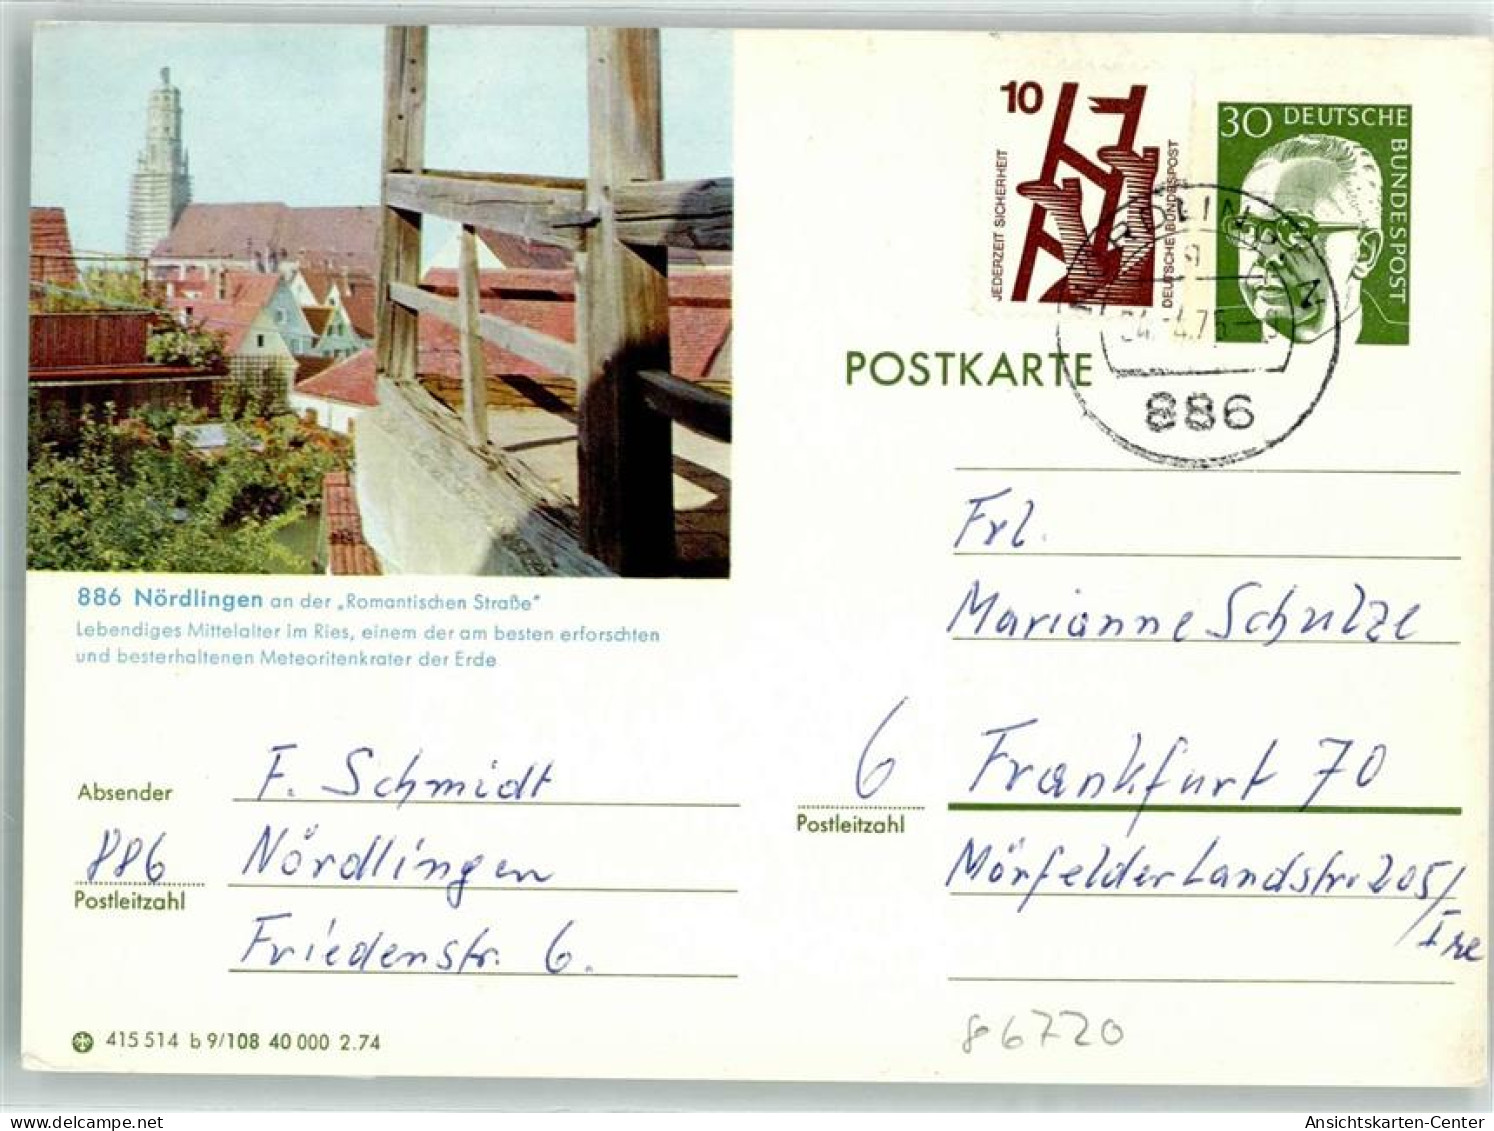 10
JEDERZEIT SICHERHEIT
DEUTSCHE BUNDESPOST
30 DEUTSCHE
BUNDESPOST
NÖRDLINGEN
886
POSTKARTE
886 Nördlingen an der „Romantischen Straße"
Lebendiges Mittelalter im Ries, einem der am besten erforschten
und besterhaltenen Meteoritenkrater der Erde
Frl.
Marianne Schulze
6 Frankfurt 70
Postleitzahl
Mörfelder Landstr. 205/
Absender
F. Schmidt
886 Nördlingen
Postleitzahl
Friedenstr. 6.
415 514 b 9/108 40 000 2.74
86720
Ansichtskarten-Center